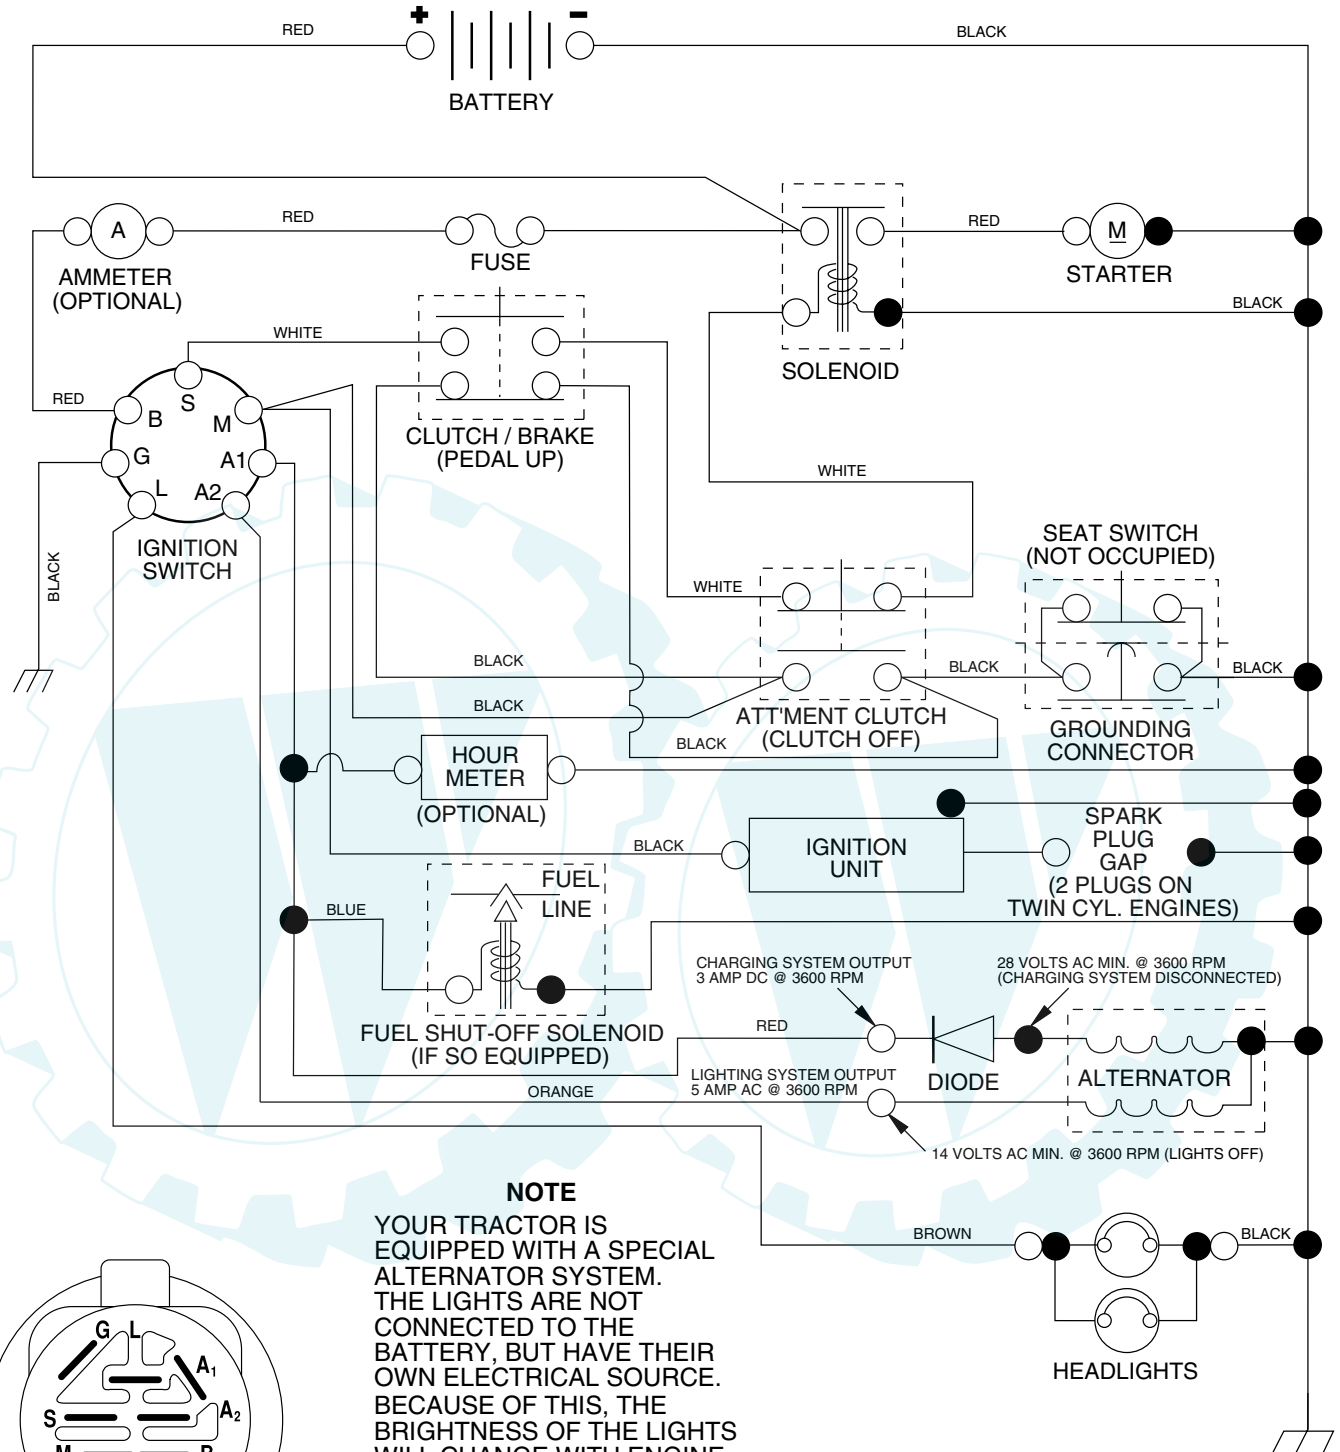 + -
RED
BLACK
BATTERY
RED
RED
A
M
FUSE
STARTER
AMMETER
(OPTIONAL)
BLACK
WHITE
SOLENOID
RED
S
B
M
G
A1
L
A2
CLUTCH / BRAKE
(PEDAL UP)
WHITE
IGNITION
SWITCH
BLACK
SEAT SWITCH
(NOT OCCUPIED)
WHITE
BLACK
BLACK
BLACK
BLACK
ATT'MENT CLUTCH
(CLUTCH OFF)
BLACK
GROUNDING
CONNECTOR
HOUR
METER
(OPTIONAL)
BLACK
IGNITION
UNIT
SPARK
PLUG
GAP
(2 PLUGS ON
TWIN CYL. ENGINES)
FUEL
LINE
BLUE
CHARGING SYSTEM OUTPUT
3 AMP DC @ 3600 RPM
28 VOLTS AC MIN. @ 3600 RPM
(CHARGING SYSTEM DISCONNECTED)
FUEL SHUT-OFF SOLENOID
(IF SO EQUIPPED)
RED
DIODE
ALTERNATOR
LIGHTING SYSTEM OUTPUT
5 AMP AC @ 3600 RPM
ORANGE
14 VOLTS AC MIN. @ 3600 RPM (LIGHTS OFF)
BROWN
BLACK
HEADLIGHTS
NOTE
YOUR TRACTOR IS
EQUIPPED WITH A SPECIAL
ALTERNATOR SYSTEM.
THE LIGHTS ARE NOT
CONNECTED TO THE
BATTERY, BUT HAVE THEIR
OWN ELECTRICAL SOURCE.
BECAUSE OF THIS, THE
BRIGHTNESS OF THE LIGHTS
WILL CHANGE WITH ENGINE
G L
A1
A2
S
M
B